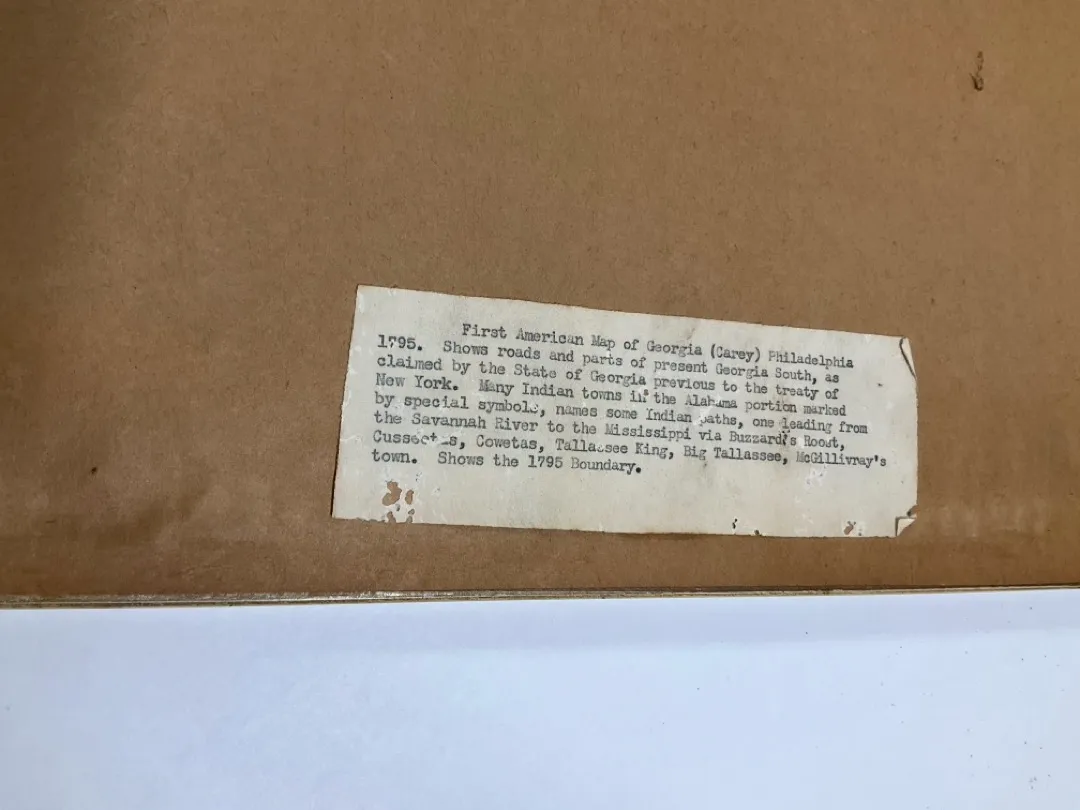 First American Map of Georgia (Carey) Philadelphia
1795. Shows roads and parts of present Georgia South, as
claimed by the State of Georgia previous to the treaty of
New York. Many Indian towns in the Alabama portion marked
by special symbols, names some Indian paths, one leading from
the Savannah River to the Mississippi via Buzzard's Roost,
Cussectas, Cowetas, Tallassee King, Big Tallassee, McGillivray's
town. Shows the 1795 Boundary.